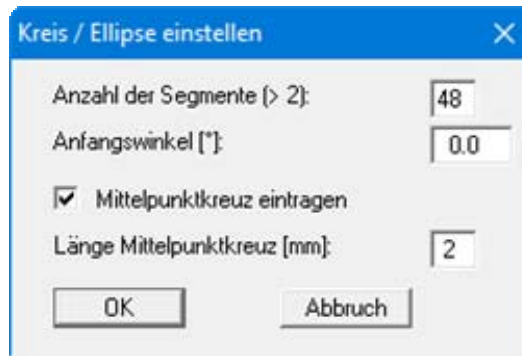 Kreis / Ellipse einstellen
Anzahl der Segmente (> 2): 48
Anfangswinkel [°]: 0.0
Mittelpunktkreuz eintragen
Länge Mittelpunktkreuz [mm]: 2
OK Abbruch